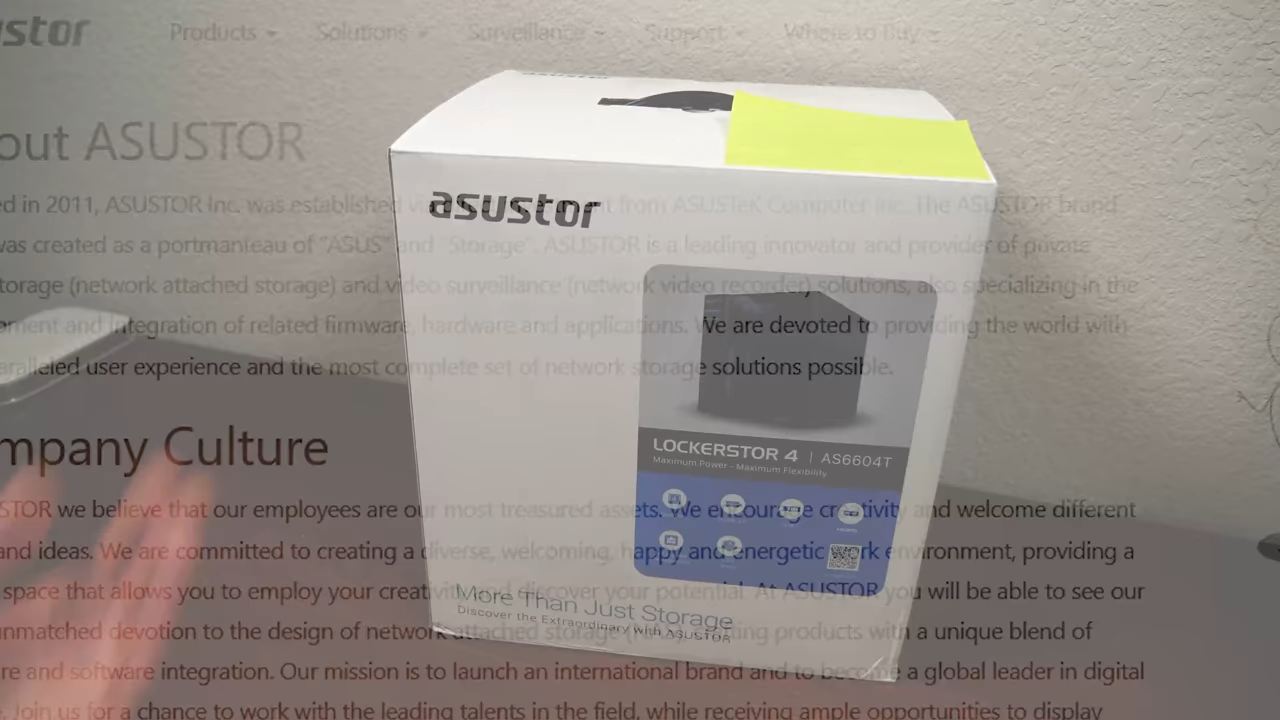 ustor
Products
Solutions
Surveillance
Support
Where to Buy
out ASUSTOR
ed in 2011, ASUSTOR Inc. was established from ASUSTeK Computer Inc. The ASUSTOR brand
was created as a portmanteau of "ASUS" and "Storage". ASUSTOR is a leading innovator and provider of private
torage (network attached storage) and video surveillance (network video recorder) solutions, also specializing in the
ment and integration of related firmware, hardware and applications. We are devoted to providing the world with
aralleled user experience and the most complete set of network storage solutions possible.
mpany Culture
STOR we believe that our employees are our most treasured assets. We encourage creativity and welcome different
and ideas. We are committed to creating a diverse, welcoming, happy and energetic work environment, providing a
space that allows you to employ your creativity and discover your potential. At ASUSTOR you will be able to see our
nmatched devotion to the design of network attached storage products with a unique blend of
re and software integration. Our mission is to launch an international brand and to become a global leader in digital
. Join us for a chance to work with the leading talents in the field, while receiving ample opportunities to display
asustor
LOCKERSTOR 4 | AS6604T
Maximum Power - Maximum Flexibility
More Than Just Storage
Discover the Extraordinary with ASUSTOR